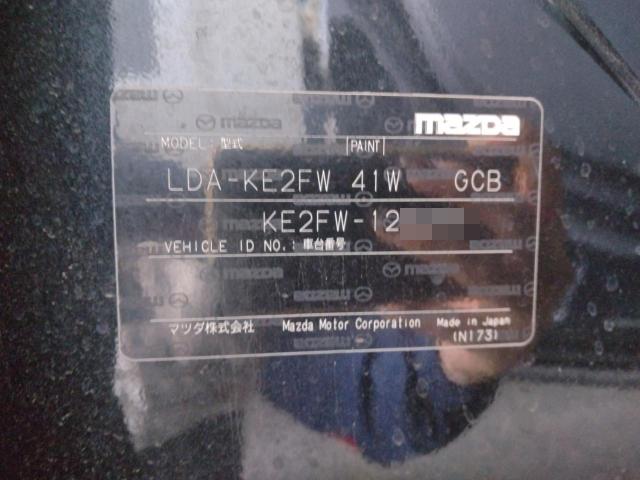 mazda
MODEL: 型式 PAINT
LDA-KE2FW 41W GCB
KE2FW-12
VEHICLE ID NO.: 車台番号
マツダ株式会社 Mazda Motor Corporation Made in Japan
(N173)